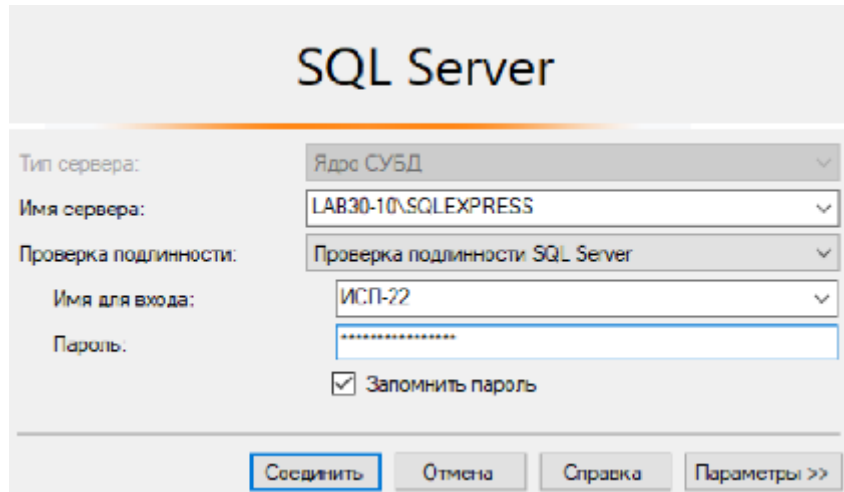 SQL Server
Тип сервера: Ядро СУБД
Имя сервера: LAB30-10\SQLEXPRESS
Проверка подлинности: Проверка подлинности SQL Server
Имя для входа: ИСП-22
Пароль: ****************
Запомнить пароль
Соединить Отмена Справка Параметры >>